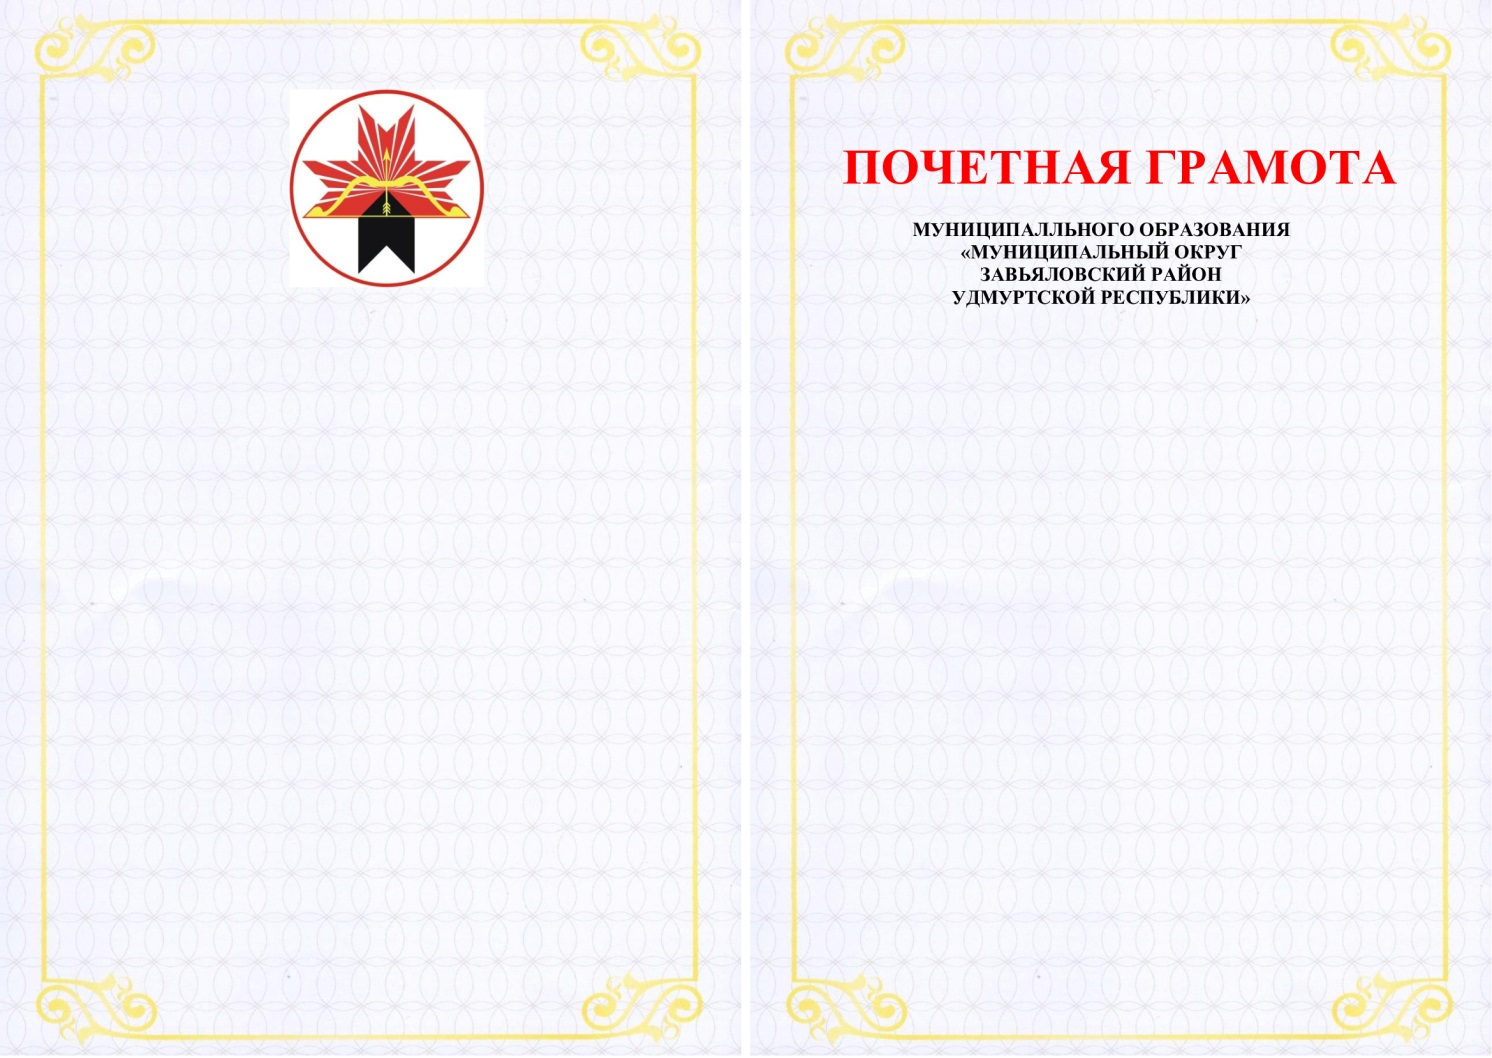 ПОЧЕТНАЯ ГРАМОТА
МУНИЦИПАЛЛЬНОГО ОБРАЗОВАНИЯ
«МУНИЦИПАЛЬНЫЙ ОКРУГ
ЗАВЬЯЛОВСКИЙ РАЙОН
УДМУРТСКОЙ РЕСПУБЛИКИ»